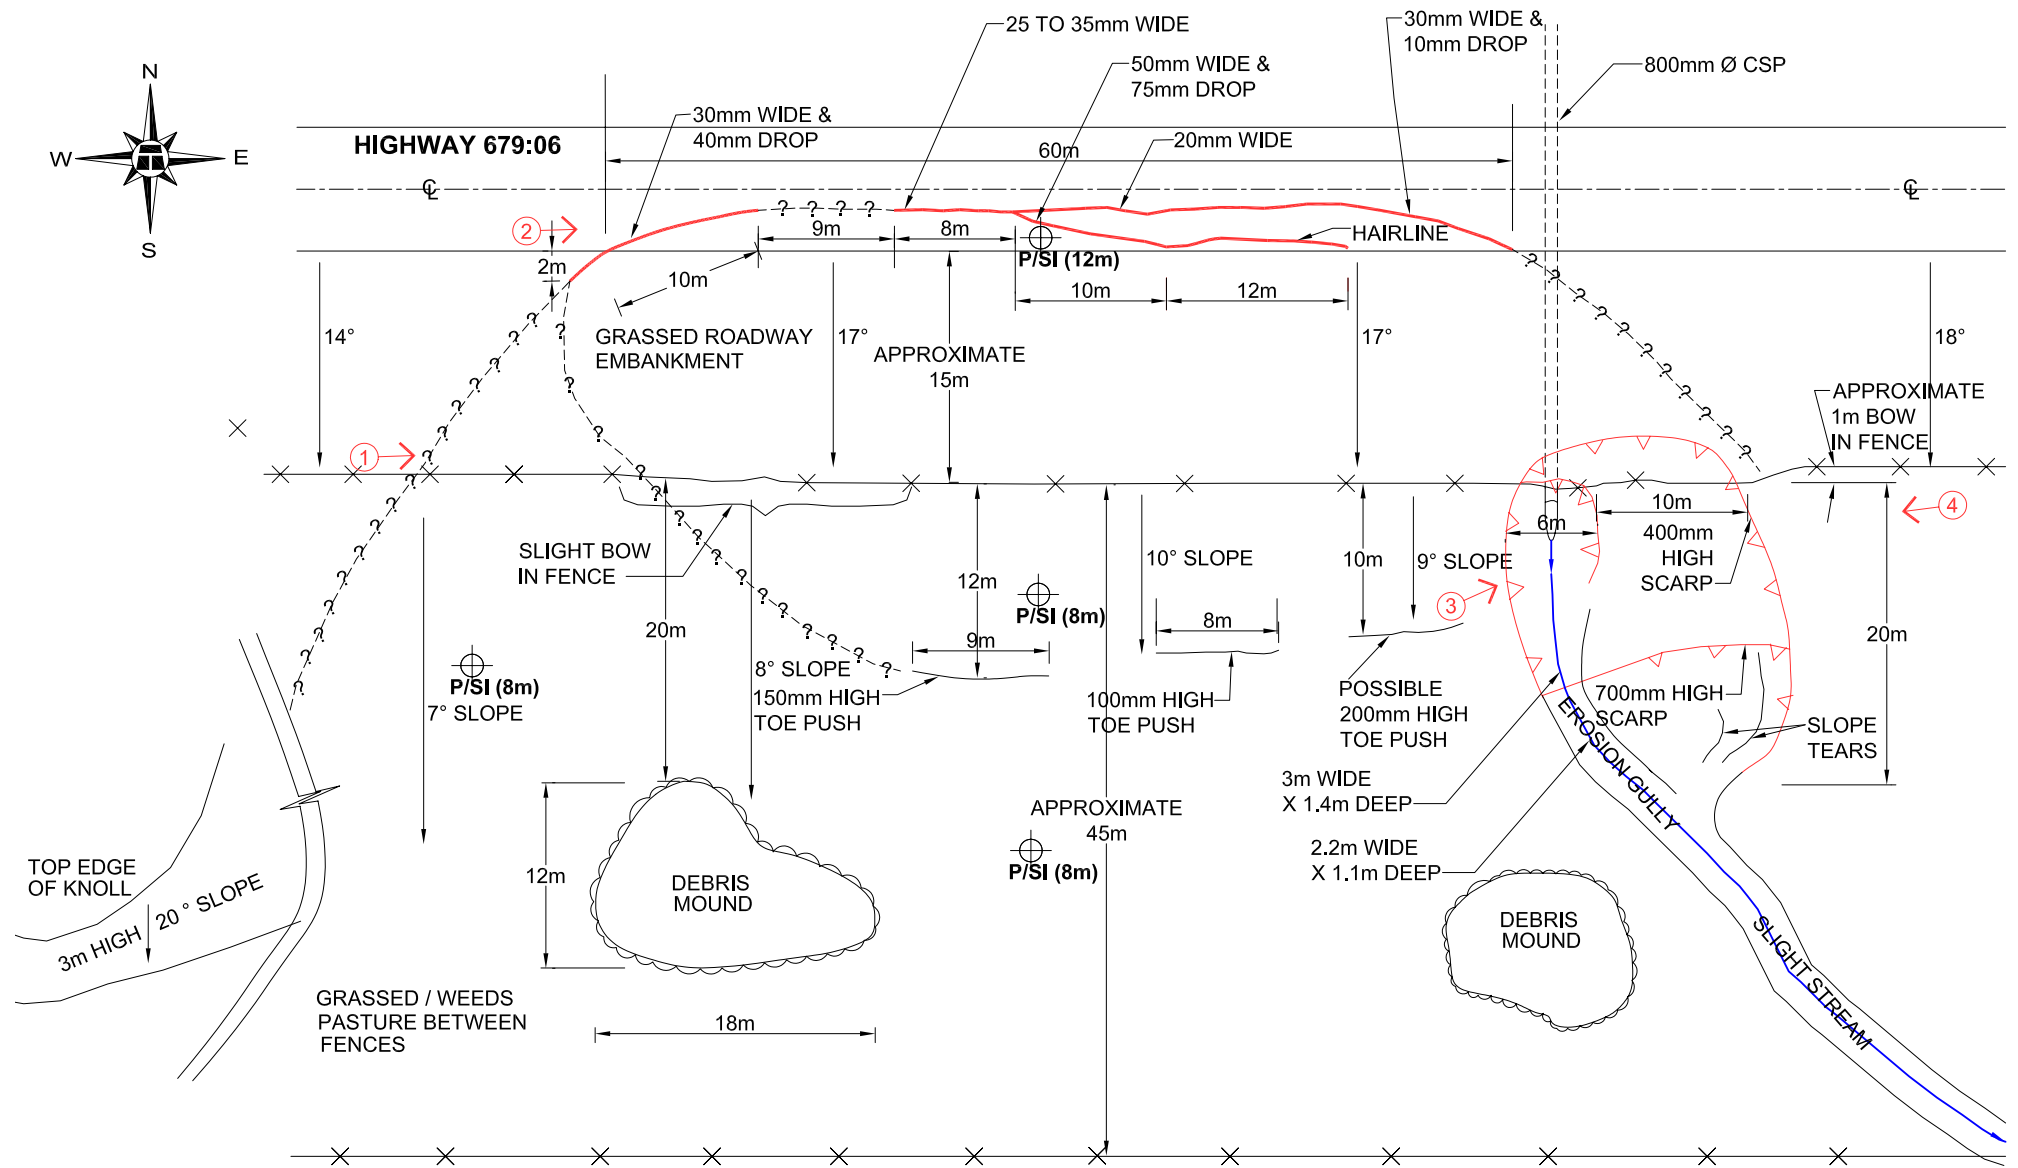 25 TO 35mm WIDE
30mm WIDE &
10mm DROP
50mm WIDE &
75mm DROP
800mm Ø CSP
N
W
E
S
30mm WIDE &
40mm DROP
HIGHWAY 679:06
20mm WIDE
60m
℄
℄
? ? ? ?
2
9m
8m
HAIRLINE
P/SI (12m)
2m
10m
10m
12m
14°
GRASSED ROADWAY
EMBANKMENT
17°
APPROXIMATE
15m
17°
18°
APPROXIMATE
1m BOW
IN FENCE
1
SLIGHT BOW
IN FENCE
20m
12m
10° SLOPE
10m
9° SLOPE
6m
10m
400mm
HIGH
SCARP
4
3
P/SI (8m)
8m
9m
20m
P/SI (8m)
7° SLOPE
8° SLOPE
150mm HIGH
TOE PUSH
100mm HIGH
TOE PUSH
POSSIBLE
200mm HIGH
TOE PUSH
700mm HIGH
SCARP
SLOPE
TEARS
EROSION GULLY
3m WIDE
X 1.4m DEEP
APPROXIMATE
45m
2.2m WIDE
X 1.1m DEEP
P/SI (8m)
TOP EDGE
OF KNOLL
3m HIGH
20 ° SLOPE
12m
DEBRIS
MOUND
DEBRIS
MOUND
SLIGHT STREAM
GRASSED / WEEDS
PASTURE BETWEEN
FENCES
18m